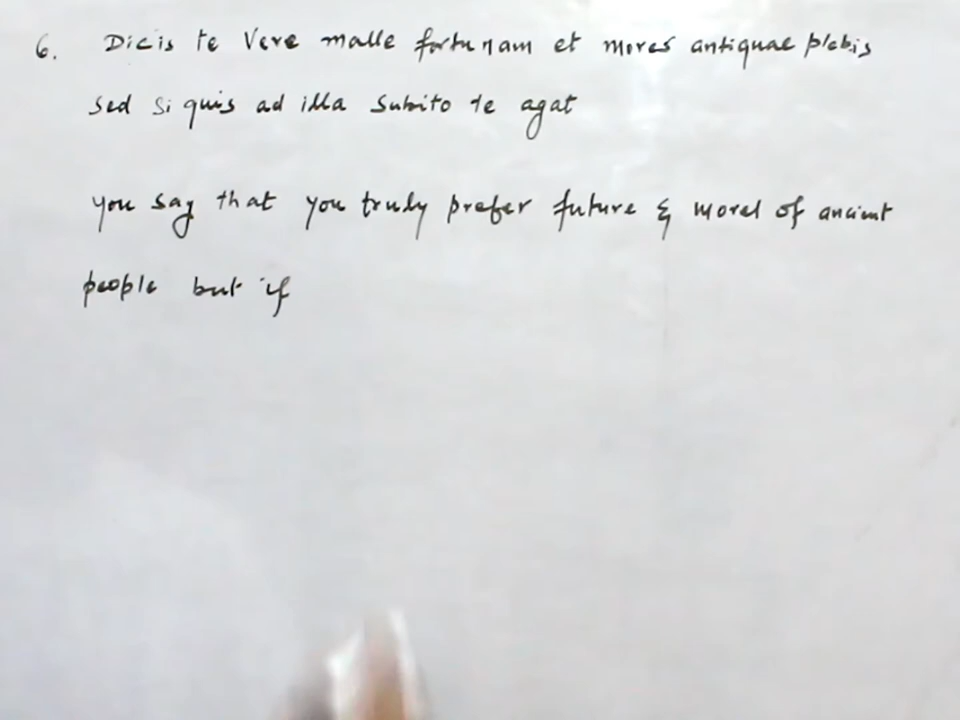 6. Dicis te Vere malle fortunam et mores antiquae plebis
sed si quis ad illa subito te agat
you say that you truly prefer future & morel of ancient
people but if